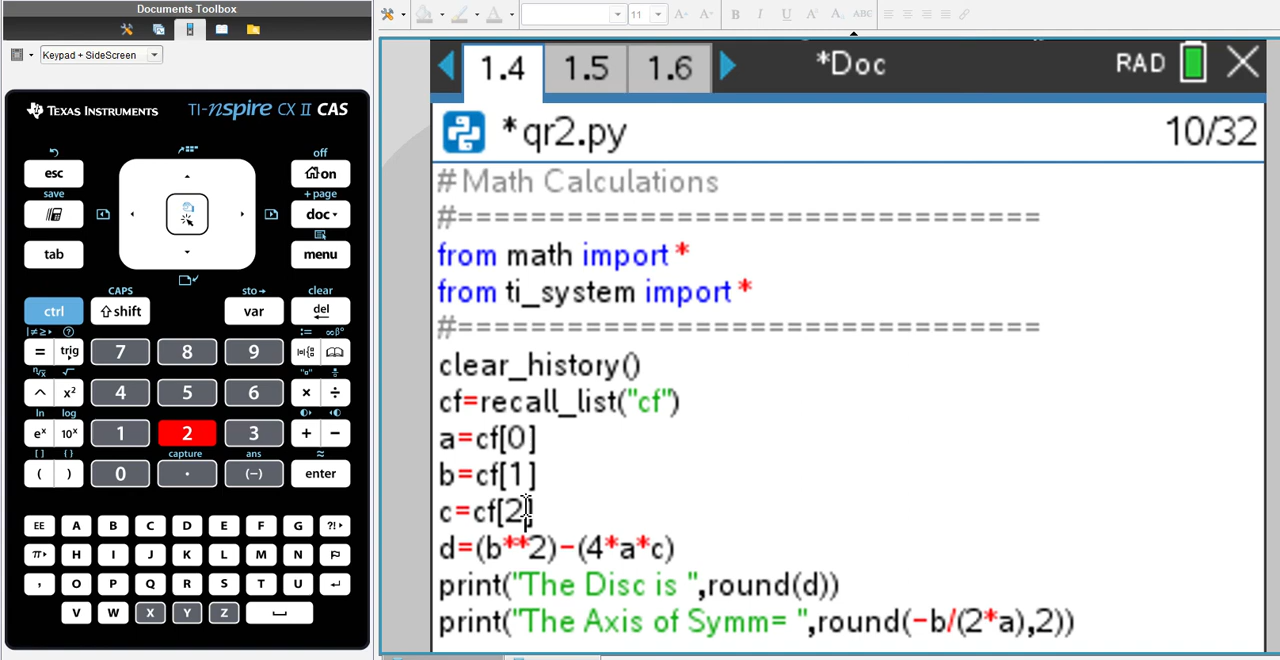 Documents Toolbox
Keypad + SideScreen
11
B I U ABC
TEXAS INSTRUMENTS TI-nspire CX II CAS
off
esc on
save + page
doc
tab menu
CAPS sto→ clear
ctrl shift var del
|≠≥► ? := ∞β°
= trig 7 8 9
ⁿ√x √ "▫" ÷
^ x² 4 5 6 × ÷
ln log
eˣ 10ˣ 1 2 3 + −
[ ] { } capture ans ≈
( ) 0 . (−) enter
EE A B C D E F G ?!►
π► H I J K L M N
, O P Q R S T U ↵
V W X Y Z
1.4 1.5 1.6 *Doc RAD
*qr2.py 10/32
#Math Calculations
#================================
from math import *
from ti_system import *
#================================
clear_history()
cf=recall_list("cf")
a=cf[0]
b=cf[1]
c=cf[2]
d=(b**2)−(4*a*c)
print("The Disc is ",round(d))
print("The Axis of Symm= ",round(−b/(2*a),2))